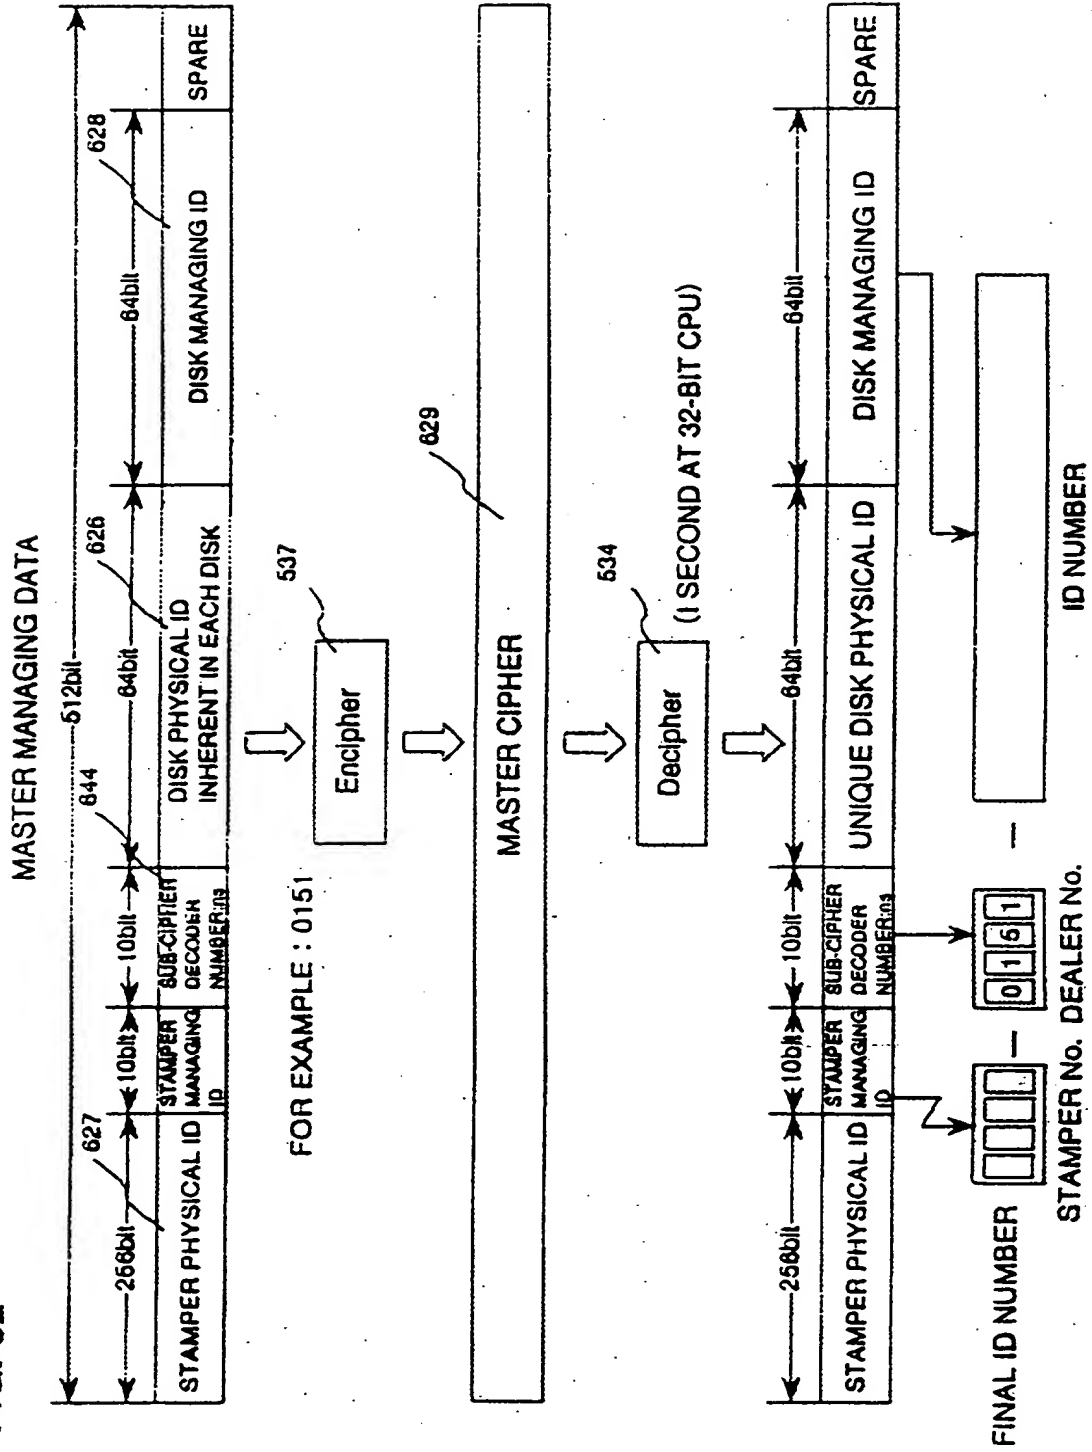 MASTER MANAGING DATA
512bit
256bit
10bit
10bit
64bit
64bit
627
644
626
628
STAMPER PHYSICAL ID
STAMPER
MANAGING
ID
SUB-CIPHER
DECODER
NUMBER:ns
DISK PHYSICAL ID
INHERENT IN EACH DISK
DISK MANAGING ID
SPARE
FOR EXAMPLE : 0151
Encipher
537
MASTER CIPHER
629
Decipher
534
(I SECOND AT 32-BIT CPU)
256bit
10bit
10bit
64bit
64bit
STAMPER PHYSICAL ID
STAMPER
MANAGING
ID
SUB-CIPHER
DECODER
NUMBER:ns
UNIQUE DISK PHYSICAL ID
DISK MANAGING ID
SPARE
FINAL ID NUMBER
— 0 1 5 1 —
STAMPER No. DEALER No.
ID NUMBER